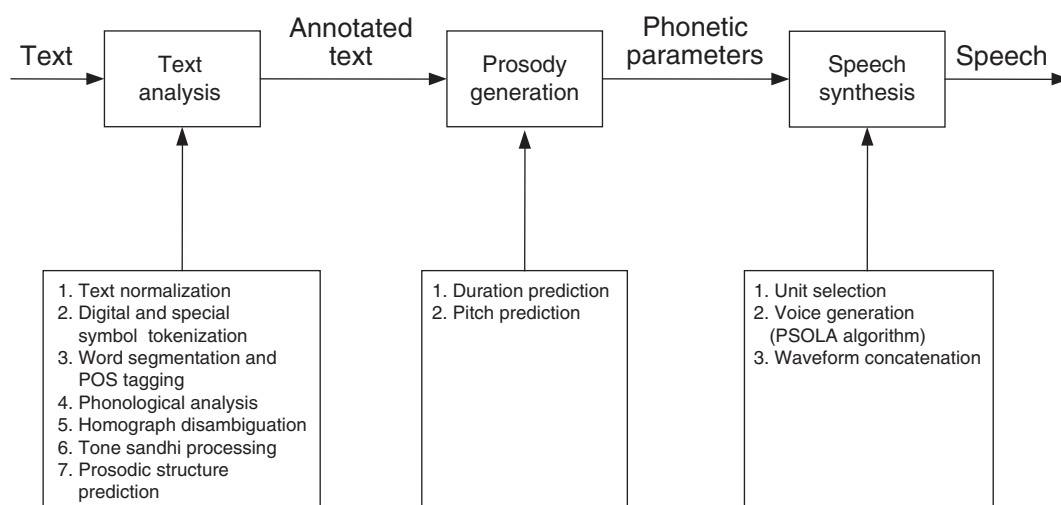 Text
Text
analysis
Annotated
text
Prosody
generation
Phonetic
parameters
Speech
synthesis
Speech
1. Text normalization
2. Digital and special
symbol tokenization
3. Word segmentation and
POS tagging
4. Phonological analysis
5. Homograph disambiguation
6. Tone sandhi processing
7. Prosodic structure
prediction
1. Duration prediction
2. Pitch prediction
1. Unit selection
2. Voice generation
(PSOLA algorithm)
3. Waveform concatenation